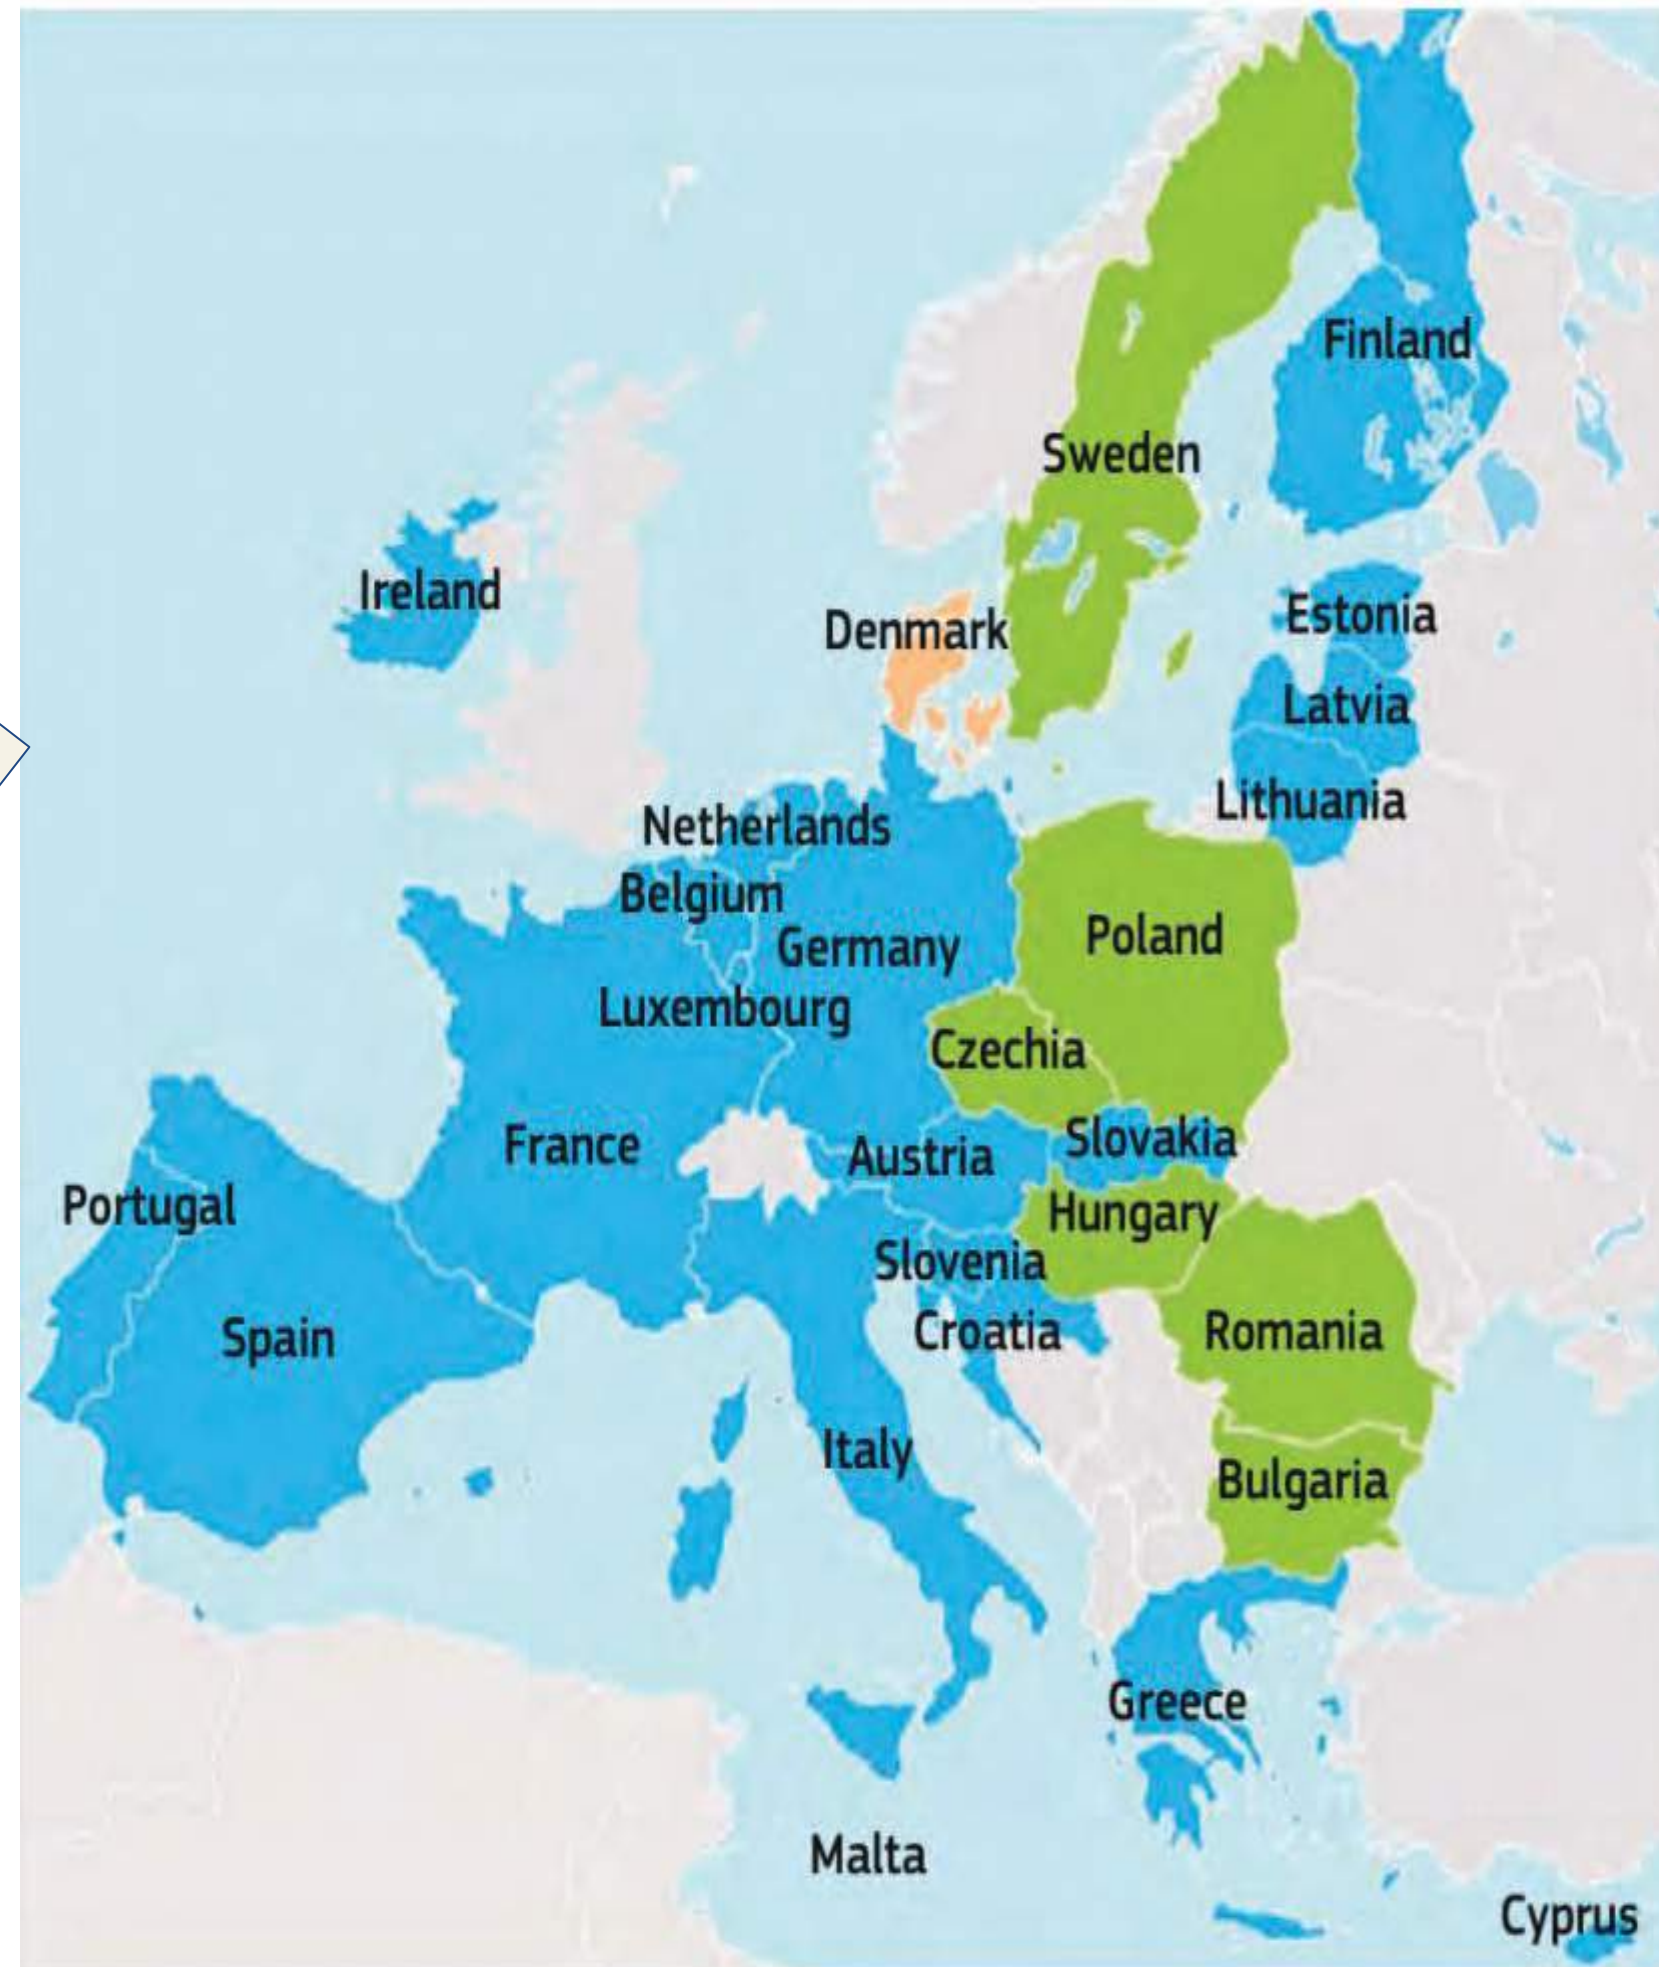 Finland
Sweden
Ireland
Estonia
Denmark
Latvia
Lithuania
Netherlands
Belgium
Poland
Germany
Luxembourg
Czechia
Slovakia
France
Austria
Portugal
Hungary
Slovenia
Spain
Croatia
Romania
Italy
Bulgaria
Greece
Malta
Cyprus